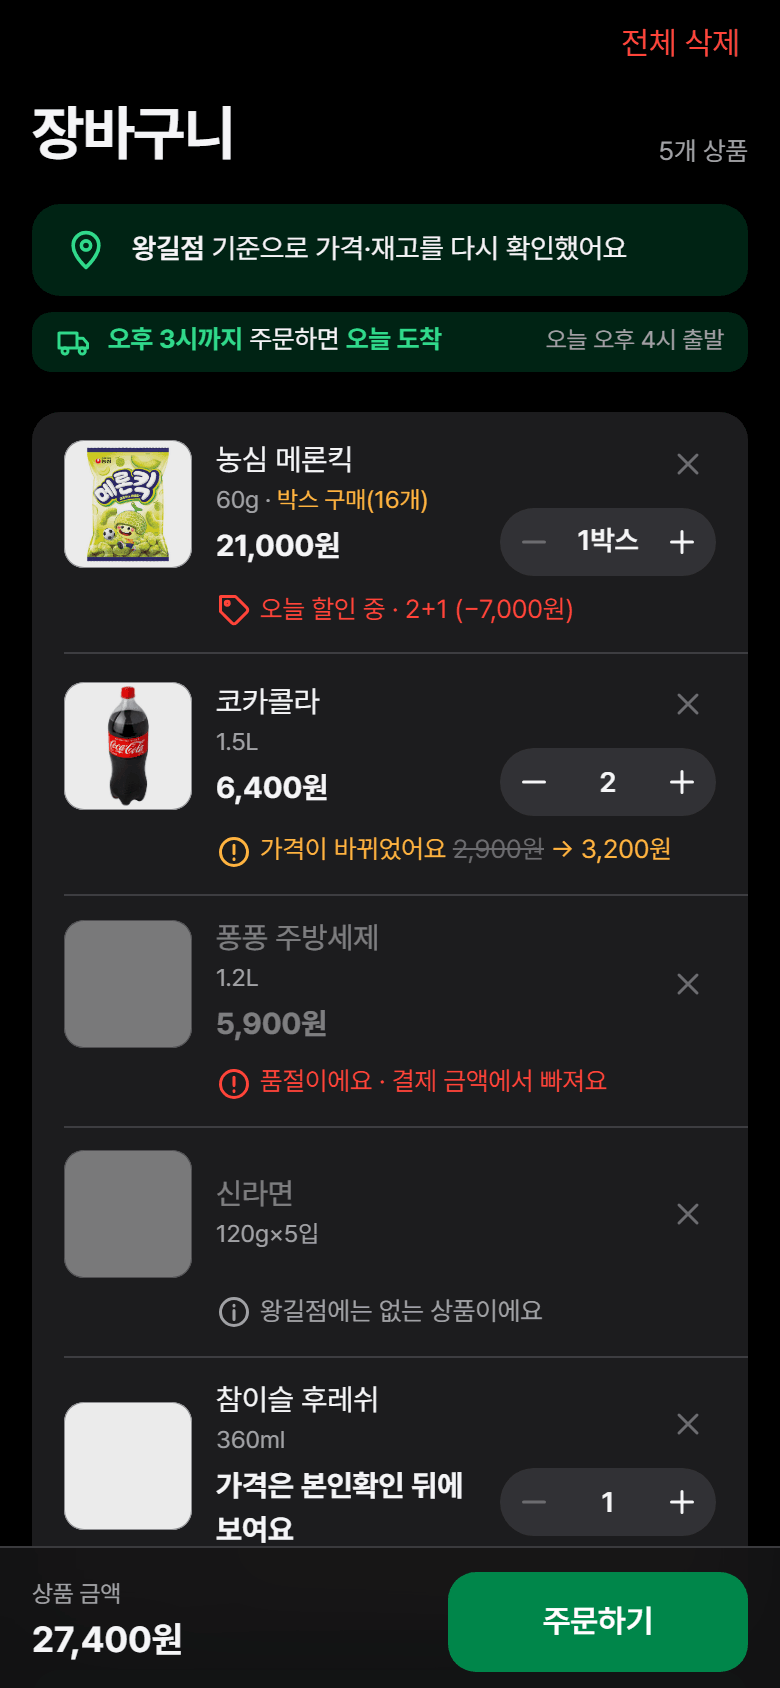 전체 삭제
장바구니
5개 상품
왕길점 기준으로 가격·재고를 다시 확인했어요
오후 3시까지 주문하면 오늘 도착
오늘 오후 4시 출발
농심 메론킥
60g · 박스 구매(16개)
21,000원
1박스
오늘 할인 중 · 2+1 (−7,000원)
메론킥
코카콜라
1.5L
6,400원
2
Coca-Cola
가격이 바뀌었어요 2,900원 → 3,200원
퐁퐁 주방세제
1.2L
5,900원
품절이에요 · 결제 금액에서 빠져요
신라면
120g×5입
왕길점에는 없는 상품이에요
참이슬 후레쉬
360ml
가격은 본인확인 뒤에
보여요
1
상품 금액
27,400원
주문하기